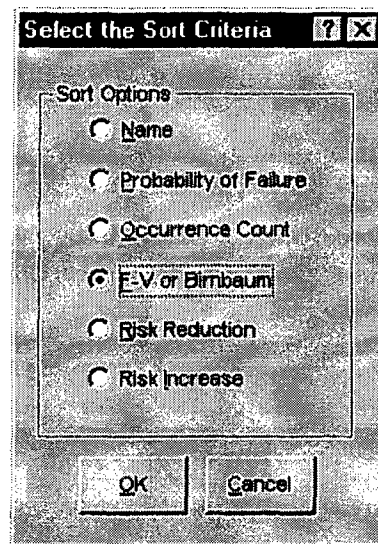 Select the Sort Criteria ? X
Sort Options
Name
Probability of Failure
Occurrence Count
F-V or Birnbaum
Risk Reduction
Risk Increase
OK Cancel